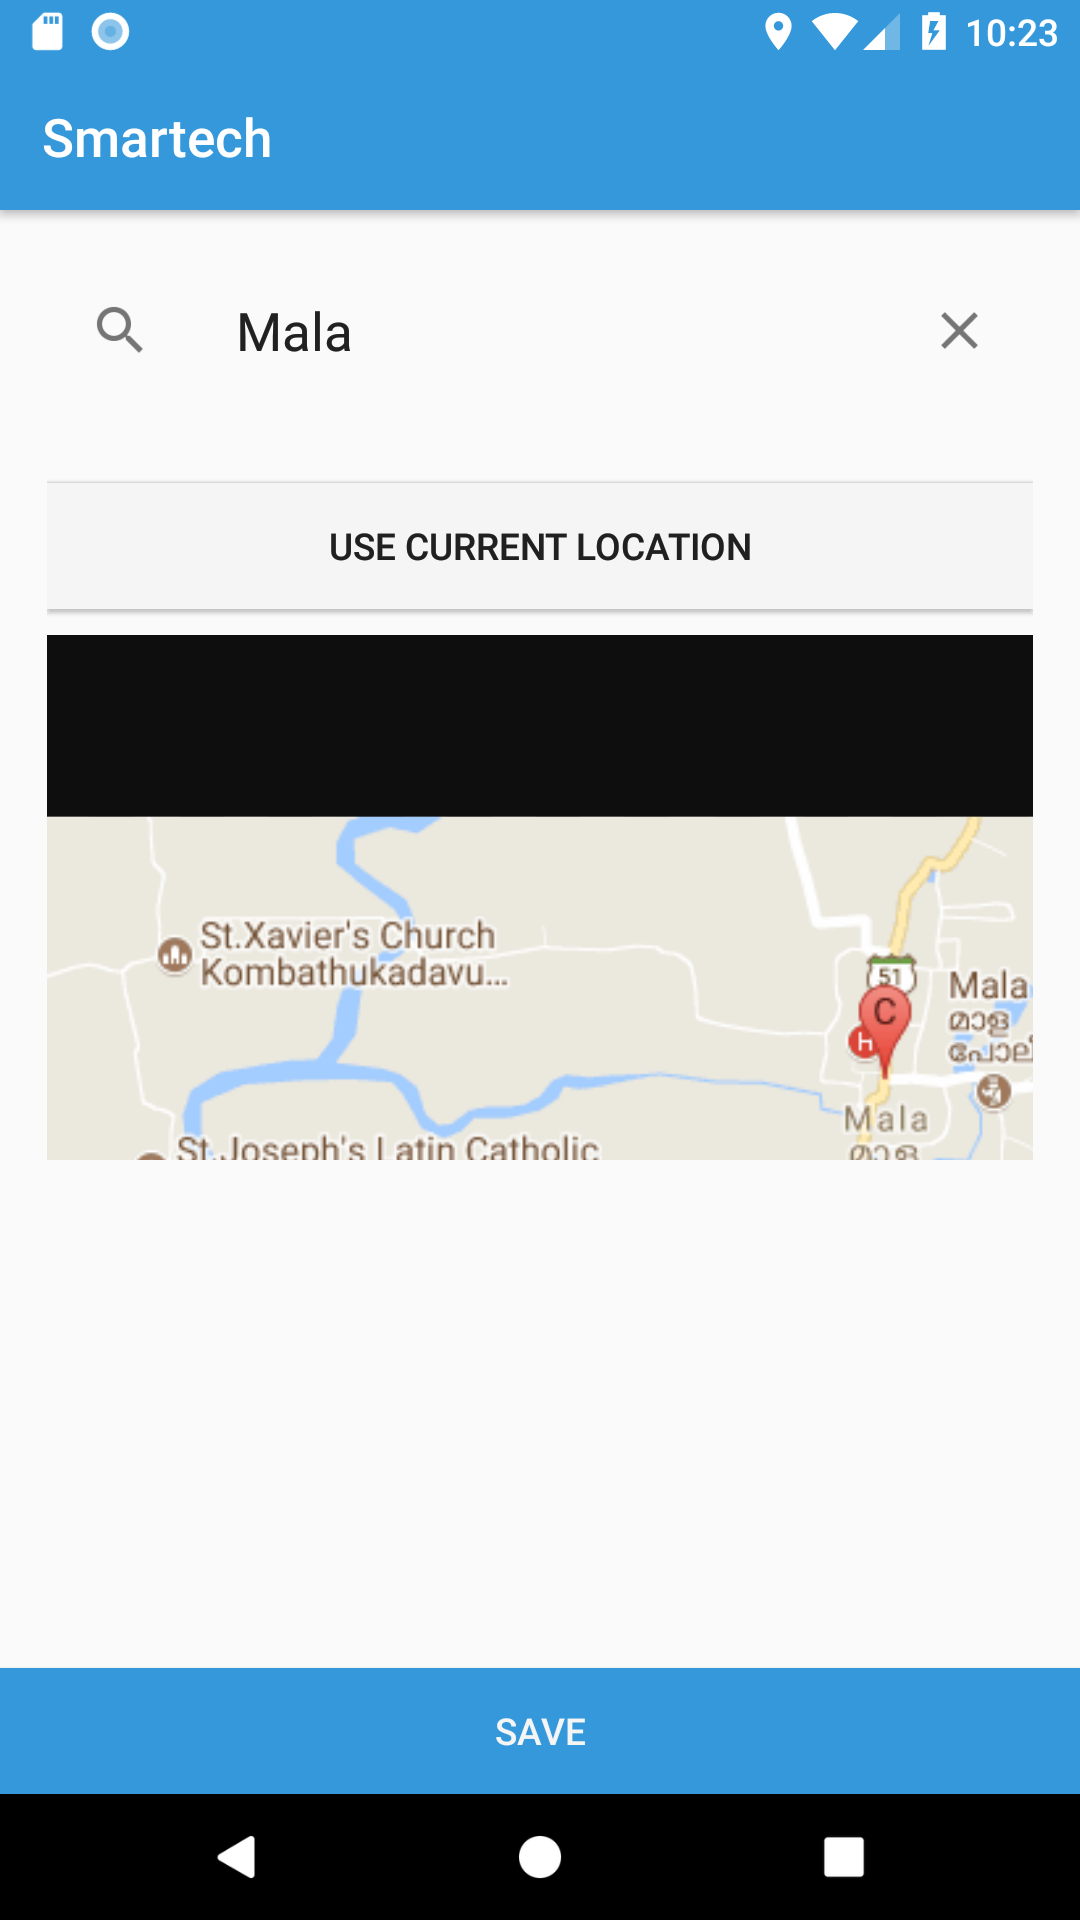 10:23
Smartech
Mala
USE CURRENT LOCATION
St.Xavier's Church
Kombathukadavu...
51
C
H
Mala
മാള
Mala
മാള
St.Joseph's Latin Catholic
SAVE